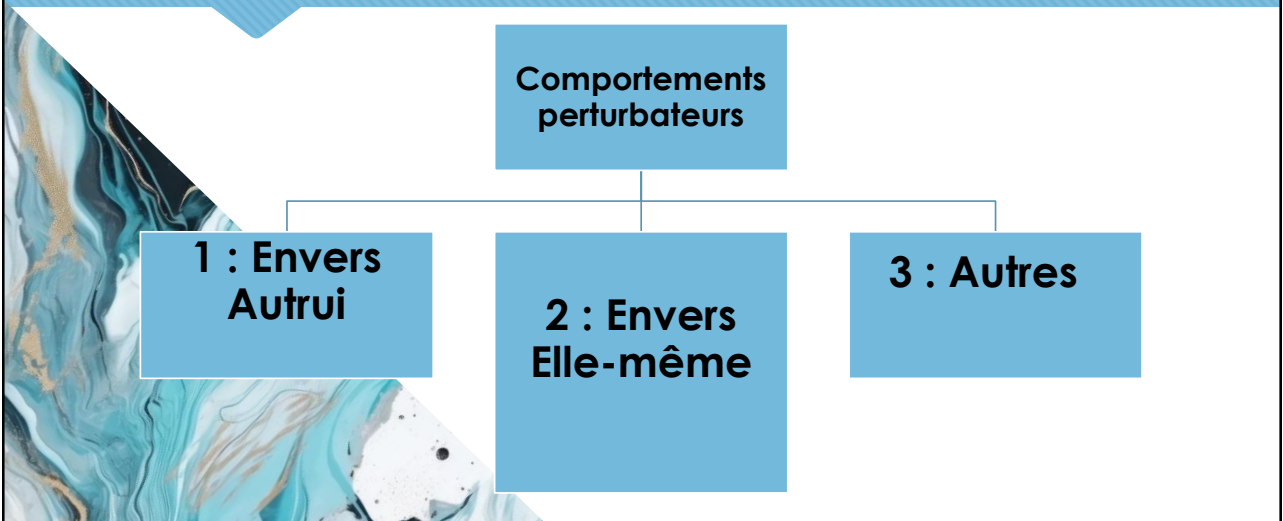 Comportements
perturbateurs
1 : Envers
Autrui
2 : Envers
Elle-même
3 : Autres